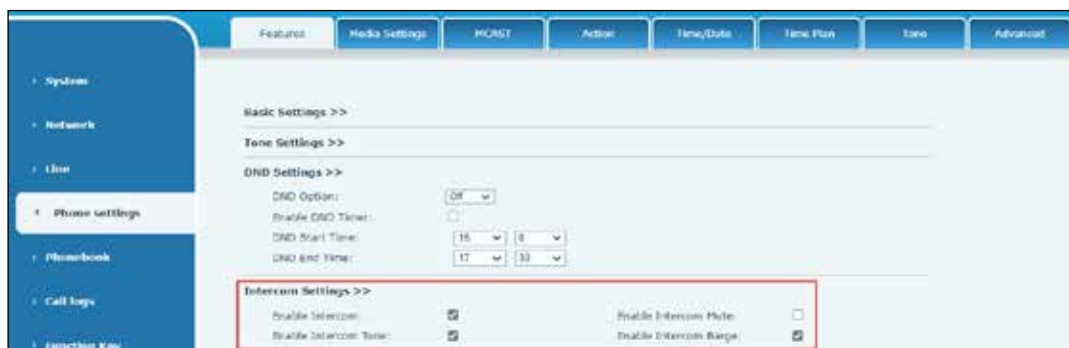 Features Media Settings MCAST Action Time/Date Time Plan Tone Advanced
System
Network
Line
Phone settings
Phonebook
Call logs
Function Key
Basic Settings >>
Tone Settings >>
DND Settings >>
DND Option: Off
Enable DND Timer:
DND Start Time: 15 0
DND End Time: 17 30
Intercom Settings >>
Enable Intercom: Enable Intercom Mute:
Enable Intercom Tone: Enable Intercom Barge: